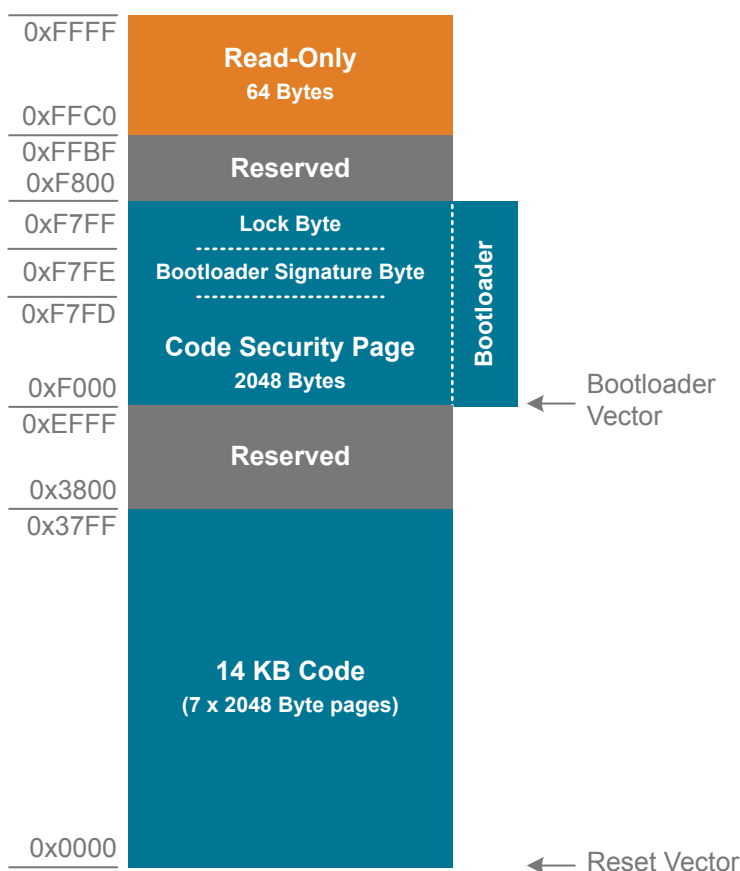 0xFFFF
Read-Only
64 Bytes
0xFFC0
0xFFBF
Reserved
0xF800
0xF7FF
Lock Byte
0xF7FE
Bootloader Signature Byte
0xF7FD
Code Security Page
2048 Bytes
Bootloader
0xF000
Bootloader
Vector
0xEFFF
Reserved
0x3800
0x37FF
14 KB Code
(7 x 2048 Byte pages)
0x0000
Reset Vector